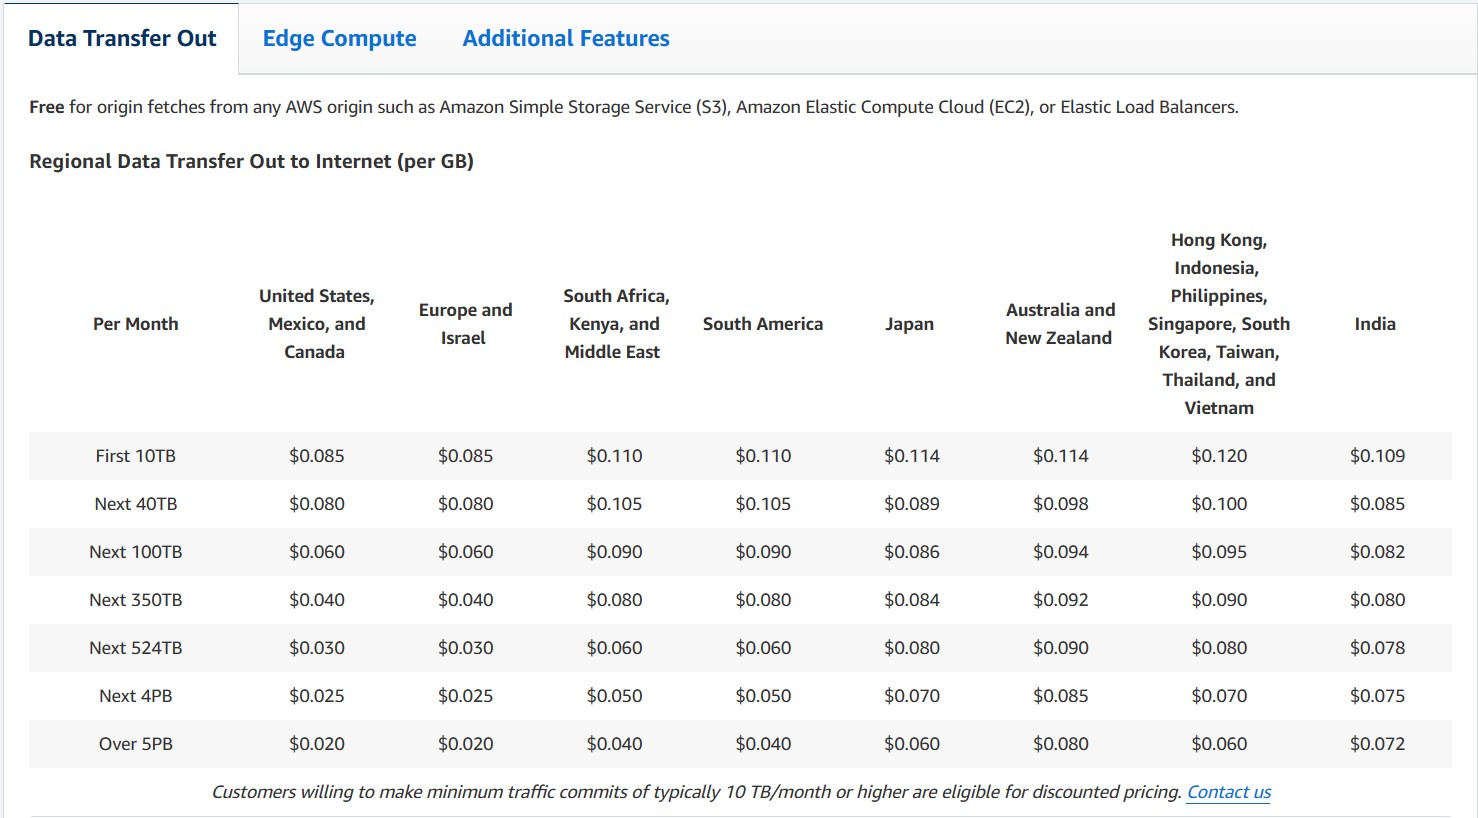 Data Transfer Out Edge Compute Additional Features
Free for origin fetches from any AWS origin such as Amazon Simple Storage Service (S3), Amazon Elastic Compute Cloud (EC2), or Elastic Load Balancers.
Regional Data Transfer Out to Internet (per GB)
Per Month
United States,
Mexico, and
Canada
Europe and
Israel
South Africa,
Kenya, and
Middle East
South America
Japan
Australia and
New Zealand
Hong Kong,
Indonesia,
Philippines,
Singapore, South
Korea, Taiwan,
Thailand, and
Vietnam
India
First 10TB $0.085 $0.085 $0.110 $0.110 $0.114 $0.114 $0.120 $0.109
Next 40TB $0.080 $0.080 $0.105 $0.105 $0.089 $0.098 $0.100 $0.085
Next 100TB $0.060 $0.060 $0.090 $0.090 $0.086 $0.094 $0.095 $0.082
Next 350TB $0.040 $0.040 $0.080 $0.080 $0.084 $0.092 $0.090 $0.080
Next 524TB $0.030 $0.030 $0.060 $0.060 $0.080 $0.090 $0.080 $0.078
Next 4PB $0.025 $0.025 $0.050 $0.050 $0.070 $0.085 $0.070 $0.075
Over 5PB $0.020 $0.020 $0.040 $0.040 $0.060 $0.080 $0.060 $0.072
Customers willing to make minimum traffic commits of typically 10 TB/month or higher are eligible for discounted pricing. Contact us